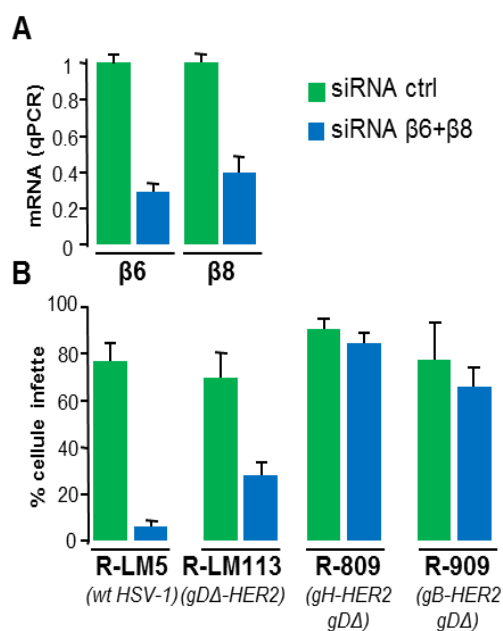 A
mRNA (qPCR)
1
0.8
0.6
0.4
0.2
0
β6
β8
siRNA ctrl
siRNA β6+β8
B
% cellule infette
100
80
60
40
20
0
R-LM5 R-LM113 R-809 R-909
(wt HSV-1) (gDΔ-HER2) (gH-HER2 (gB-HER2
gDΔ) gDΔ)